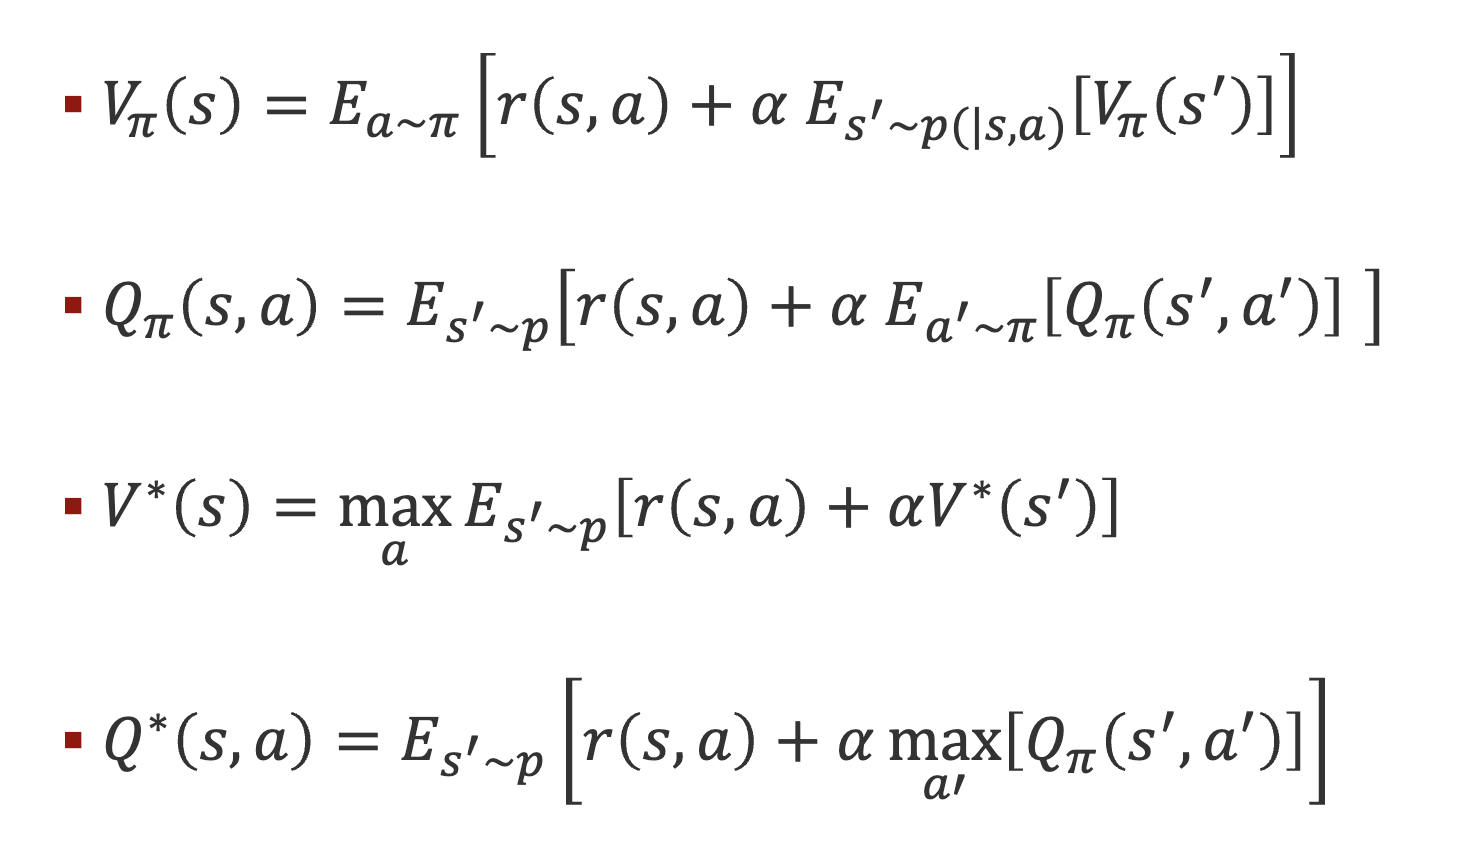 ▪ V_π(s) = E_{a~π} [r(s, a) + α E_{s′~p(|s,a)}[V_π(s′)]]
▪ Q_π(s, a) = E_{s′~p}[r(s, a) + α E_{a′~π}[Q_π(s′, a′)] ]
▪ V*(s) = max_a E_{s′~p}[r(s, a) + αV*(s′)]
▪ Q*(s, a) = E_{s′~p} [r(s, a) + α max_{a′}[Q_π(s′, a′)]]